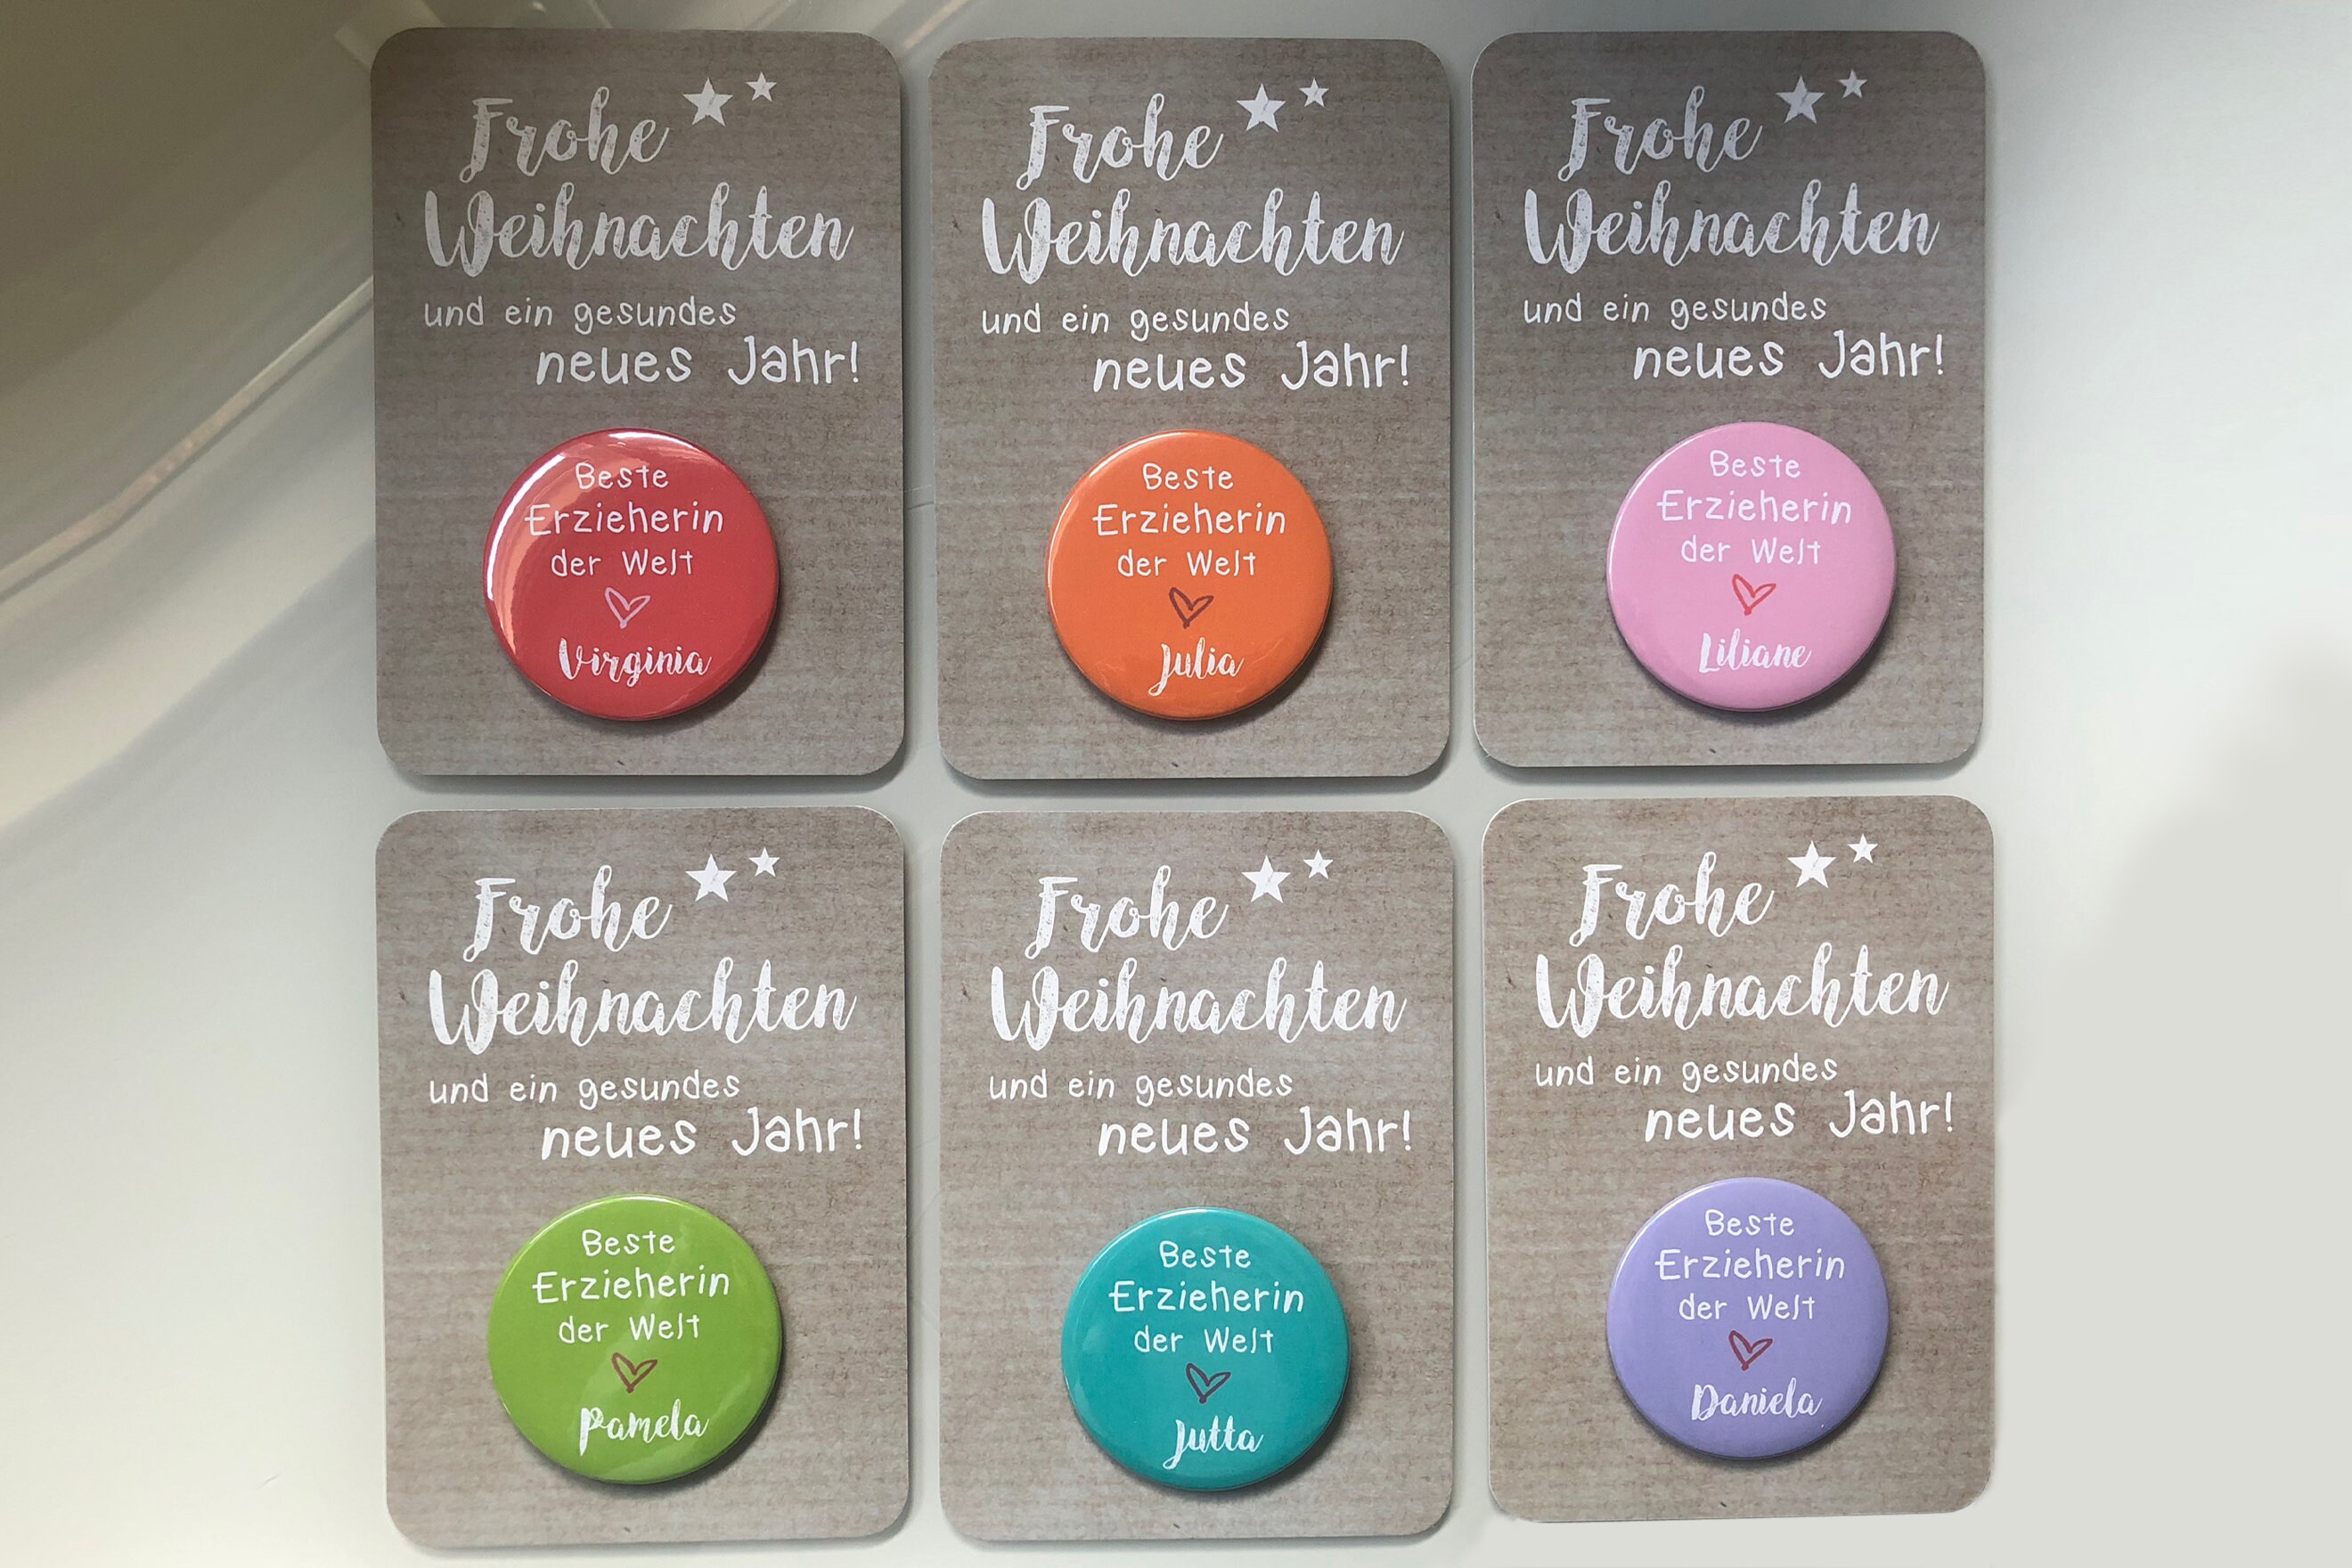 Frohe
Weihnachten
und ein gesundes
neues Jahr!
Beste
Erzieherin
der Welt
Virginia
Frohe
Weihnachten
und ein gesundes
neues Jahr!
Beste
Erzieherin
der Welt
Julia
Frohe
Weihnachten
und ein gesundes
neues Jahr!
Beste
Erzieherin
der Welt
Liliane
Frohe
Weihnachten
und ein gesundes
neues Jahr!
Beste
Erzieherin
der Welt
Pamela
Frohe
Weihnachten
und ein gesundes
neues Jahr!
Beste
Erzieherin
der Welt
Jutta
Frohe
Weihnachten
und ein gesundes
neues Jahr!
Beste
Erzieherin
der Welt
Daniela